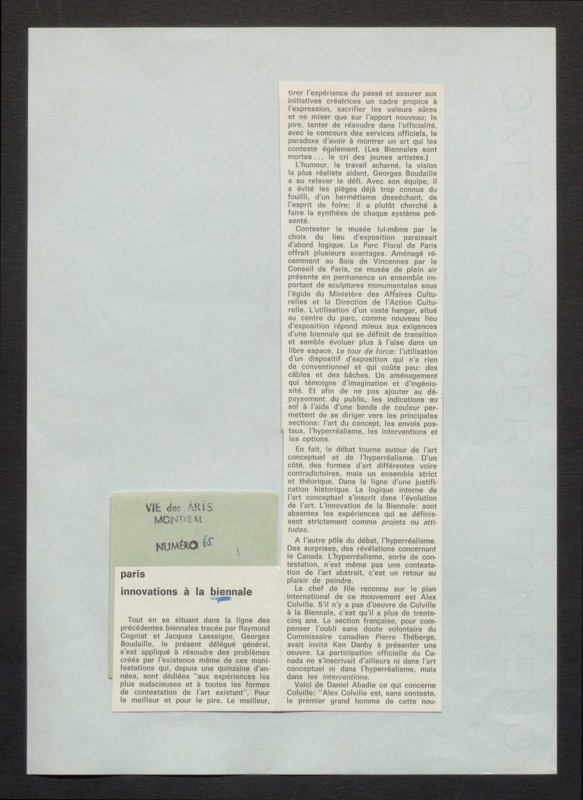 VIE des ARTS
MONTREAL
NUMÉRO 65
paris
innovations à la biennale
Tout en se situant dans la ligne des
précédentes biennales tracée par Raymond
Cogniat et Jacques Lassaigne, Georges
Boudaille, le présent délégué général,
s'est appliqué à résoudre des problèmes
créés par l'existence même de ces mani-
festations qui, depuis une quinzaine d'an-
nées, sont dédiées "aux expériences les
plus audacieuses et à toutes les formes
de contestation de l'art existant". Pour
le meilleur et pour le pire. Le meilleur,
tirer l'expérience du passé et assurer aux
initiatives créatrices un cadre propice à
l'expression, sacrifier les valeurs sûres
et ne miser que sur l'apport nouveau; le
pire, tenter de résoudre dans l'officialité,
avec le concours des services officiels, le
paradoxe d'avoir à montrer un art qui les
conteste également. (Les Biennales sont
mortes... le cri des jeunes artistes.)
L'humour, le travail acharné, la vision
la plus réaliste aidant, Georges Boudaille
a su relever le défi. Avec son équipe, il
a évité les pièges déjà trop connus du
fouilli, d'un hermétisme desséchant, de
l'esprit de foire; il a plutôt cherché à
faire la synthèse de chaque système pré-
senté.
Contester le musée lui-même par le
choix du lieu d'exposition paraissait
d'abord logique. Le Parc Floral de Paris
offrait plusieurs avantages. Aménagé ré-
cemment au Bois de Vincennes par le
Conseil de Paris, ce musée de plein air
présente en permanence un ensemble im-
portant de sculptures monumentales sous
l'égide du Ministère des Affaires Cultu-
relles et la Direction de l'Action Cultu-
relle. L'utilisation d'un vaste hangar, situé
au centre du parc, comme nouveau lieu
d'exposition répond mieux aux exigences
d'une biennale qui se définit de transition
et semble évoluer plus à l'aise dans un
libre espace. Le tour de force: l'utilisation
d'un dispositif d'exposition qui n'a rien
de conventionnel et qui coûte peu: des
câbles et des bâches. Un aménagement
qui témoigne d'imagination et d'ingénio-
sité. Et afin de ne pas ajouter au dé-
paysement du public, les indications au
sol à l'aide d'une bande de couleur per-
mettent de se diriger vers les principales
sections: l'art du concept, les envois pos-
taux, l'hyperréalisme, les interventions et
les options.
En fait, le débat tourne autour de l'art
conceptuel et de l'hyperréalisme. D'un
côté, des formes d'art différentes voire
contradictoires, mais un ensemble strict
et théorique. Dans la ligne d'une justifi-
cation historique. La logique interne de
l'art conceptuel s'inscrit dans l'évolution
de l'art. L'innovation de la Biennale: sont
absentes les expériences qui se définis-
sent strictement comme projets ou atti-
tudes.
A l'autre pôle du débat, l'hyperréalisme.
Des surprises, des révélations concernant
le Canada. L'hyperréalisme, sorte de con-
testation, n'est même pas une contesta-
tion de l'art abstrait, c'est un retour au
plaisir de peindre.
Le chef de file reconnu sur le plan
international de ce mouvement est Alex
Colville. S'il n'y a pas d'oeuvre de Colville
à la Biennale, c'est qu'il a plus de trente-
cinq ans. La section française, pour com-
penser l'oubli sans doute volontaire du
Commissaire canadien Pierre Théberge,
avait invité Ken Danby à présenter une
oeuvre. La participation officielle du Ca-
nada ne s'inscrivait d'ailleurs ni dans l'art
conceptuel ni dans l'hyperréalisme, mais
dans les interventions.
Voici de Daniel Abadie ce qui concerne
Colville: "Alex Colville est, sans conteste,
le premier grand homme de cette nou-